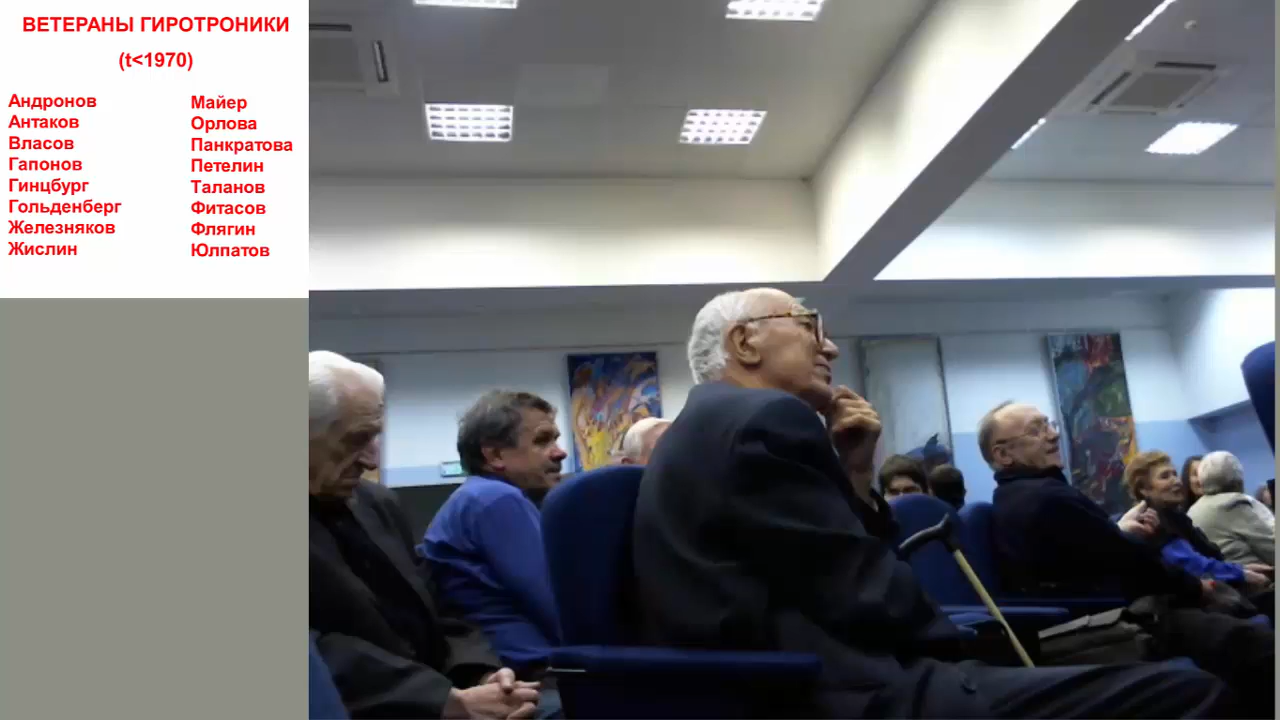 ВЕТЕРАНЫ ГИРОТРОНИКИ
(t<1970)
Андронов
Антаков
Власов
Гапонов
Гинцбург
Гольденберг
Железняков
Жислин
Майер
Орлова
Панкратова
Петелин
Таланов
Фитасов
Флягин
Юлпатов